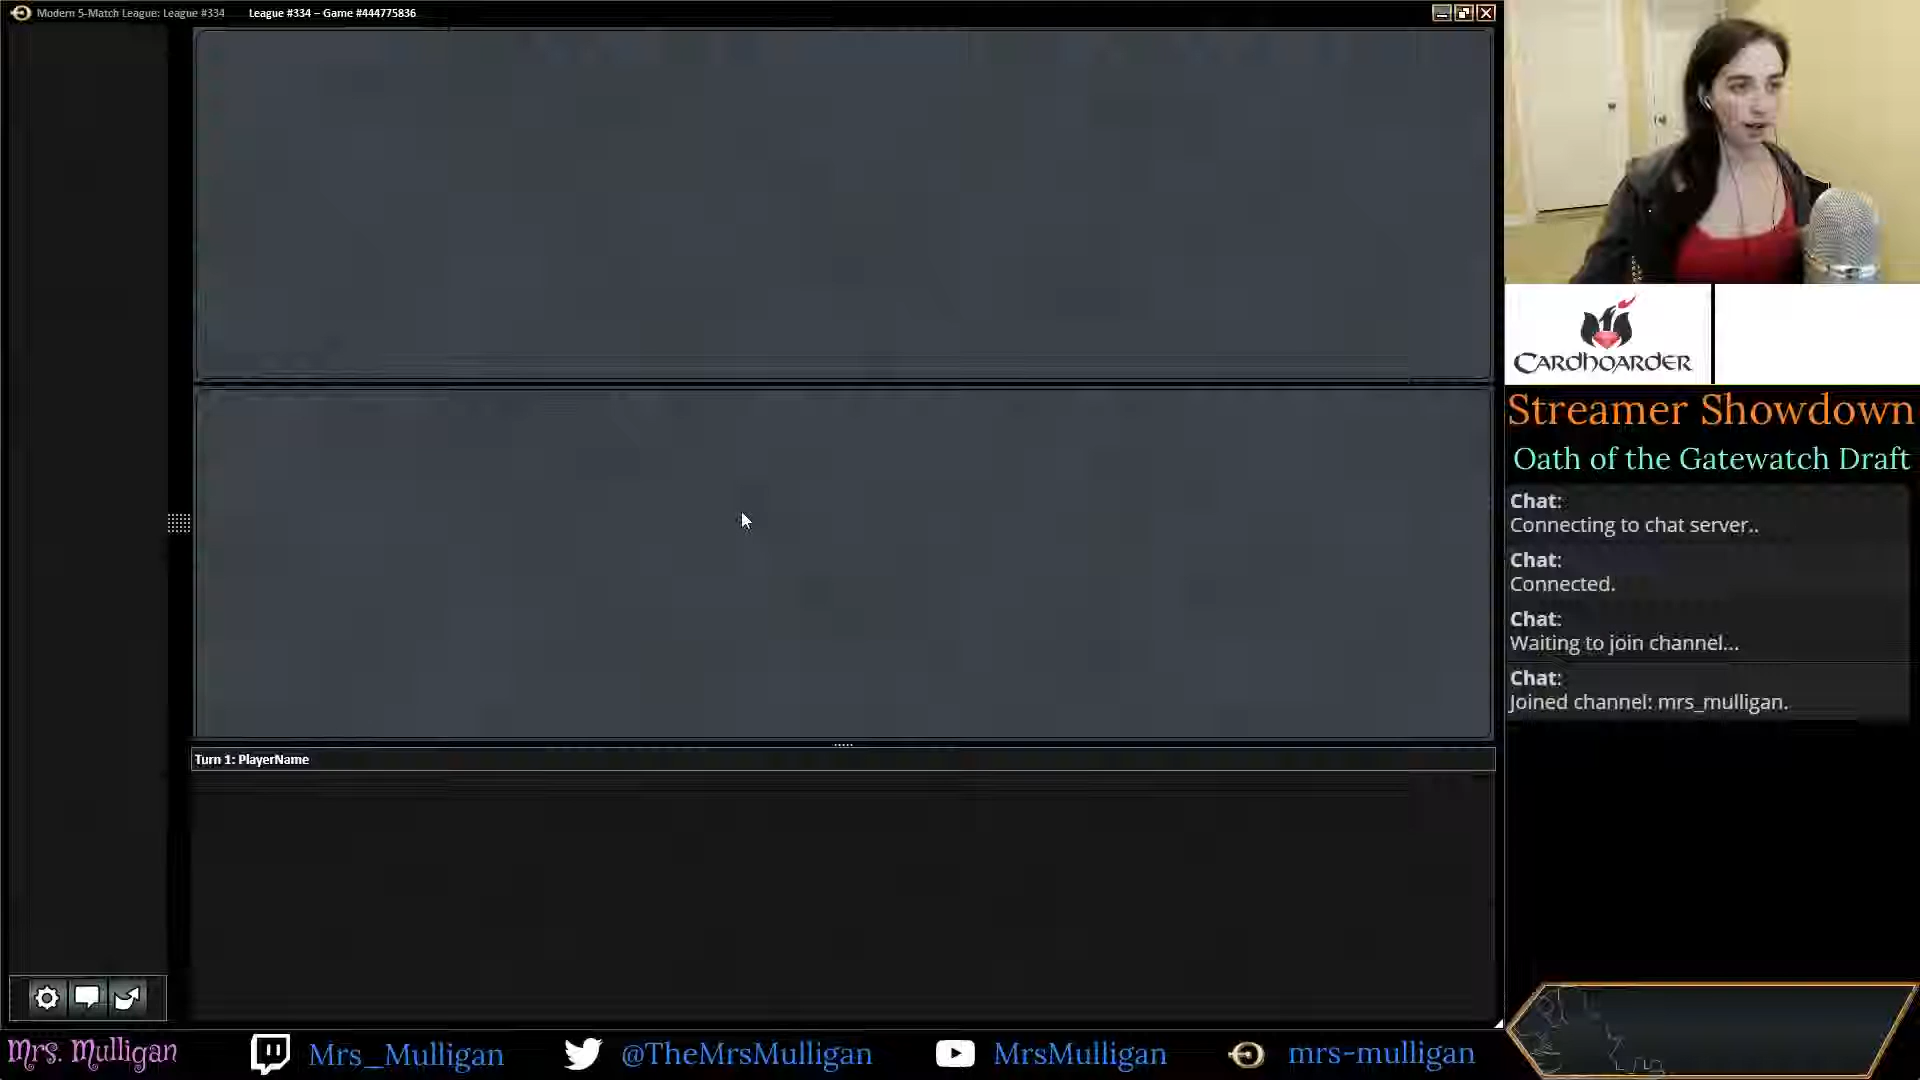 Modern 5-Match League: League #334
League #334 – Game #444775836
CARDHOARDER
Streamer Showdown
Oath of the Gatewatch Draft
Chat:
Connecting to chat server..
Chat:
Connected.
Chat:
Waiting to join channel...
Chat:
Joined channel: mrs_mulligan.
Turn 1: PlayerName
Mrs. Mulligan
Mrs_Mulligan
@TheMrsMulligan
MrsMulligan
mrs-mulligan